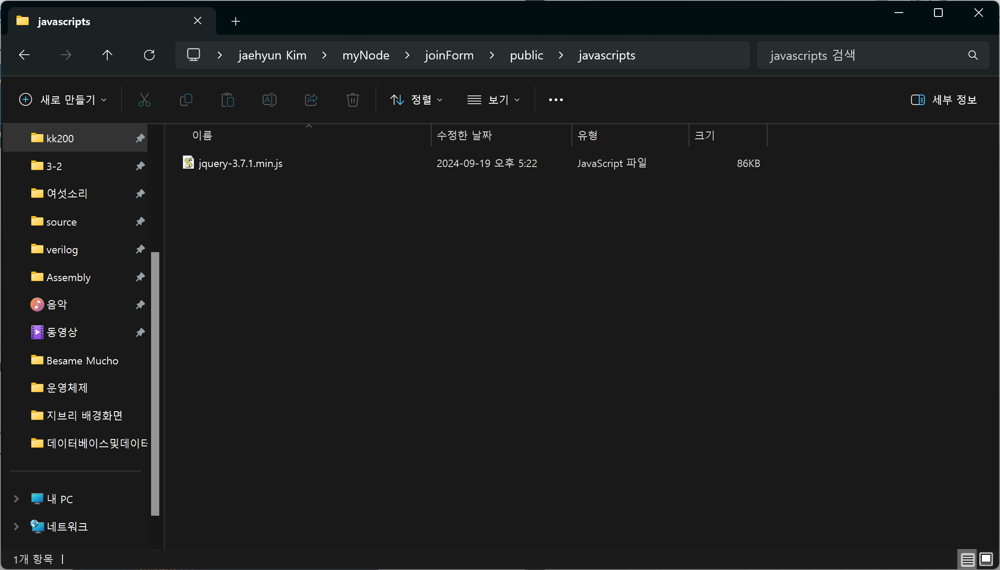 javascripts
jaehyun Kim
myNode
joinForm
public
javascripts
javascripts 검색
새로 만들기
정렬
보기
세부 정보
이름
수정한 날짜
유형
크기
jquery-3.7.1.min.js
2024-09-19 오후 5:22
JavaScript 파일
86KB
kk200
3-2
여섯소리
source
verilog
Assembly
음악
동영상
Besame Mucho
운영체제
지브리 배경화면
데이터베이스및데이터
내 PC
네트워크
1개 항목